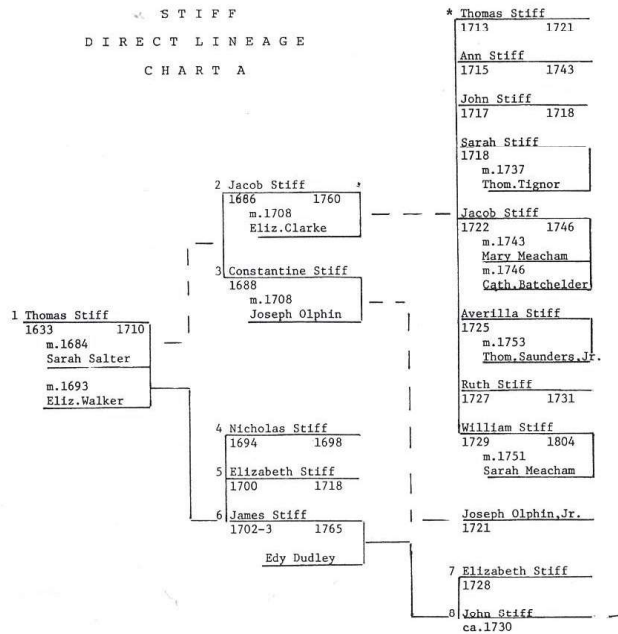 STIFF
DIRECT LINEAGE
CHART A
1 Thomas Stiff
1633 1710
m.1684
Sarah Salter
m.1693
Eliz.Walker
2 Jacob Stiff
1686 1760
m.1708
Eliz.Clarke
3 Constantine Stiff
1688
m.1708
Joseph Olphin
4 Nicholas Stiff
1694 1698
5 Elizabeth Stiff
1700 1718
6 James Stiff
1702-3 1765
Edy Dudley
* Thomas Stiff
1713 1721
Ann Stiff
1715 1743
John Stiff
1717 1718
Sarah Stiff
1718
m.1737
Thom.Tignor
Jacob Stiff
1722 1746
m.1743
Mary Meacham
m.1746
Cath.Batchelder
Averilla Stiff
1725
m.1753
Thom.Saunders,Jr.
Ruth Stiff
1727 1731
William Stiff
1729 1804
m.1751
Sarah Meacham
Joseph Olphin,Jr.
1721
7 Elizabeth Stiff
1728
8 John Stiff
ca.1730